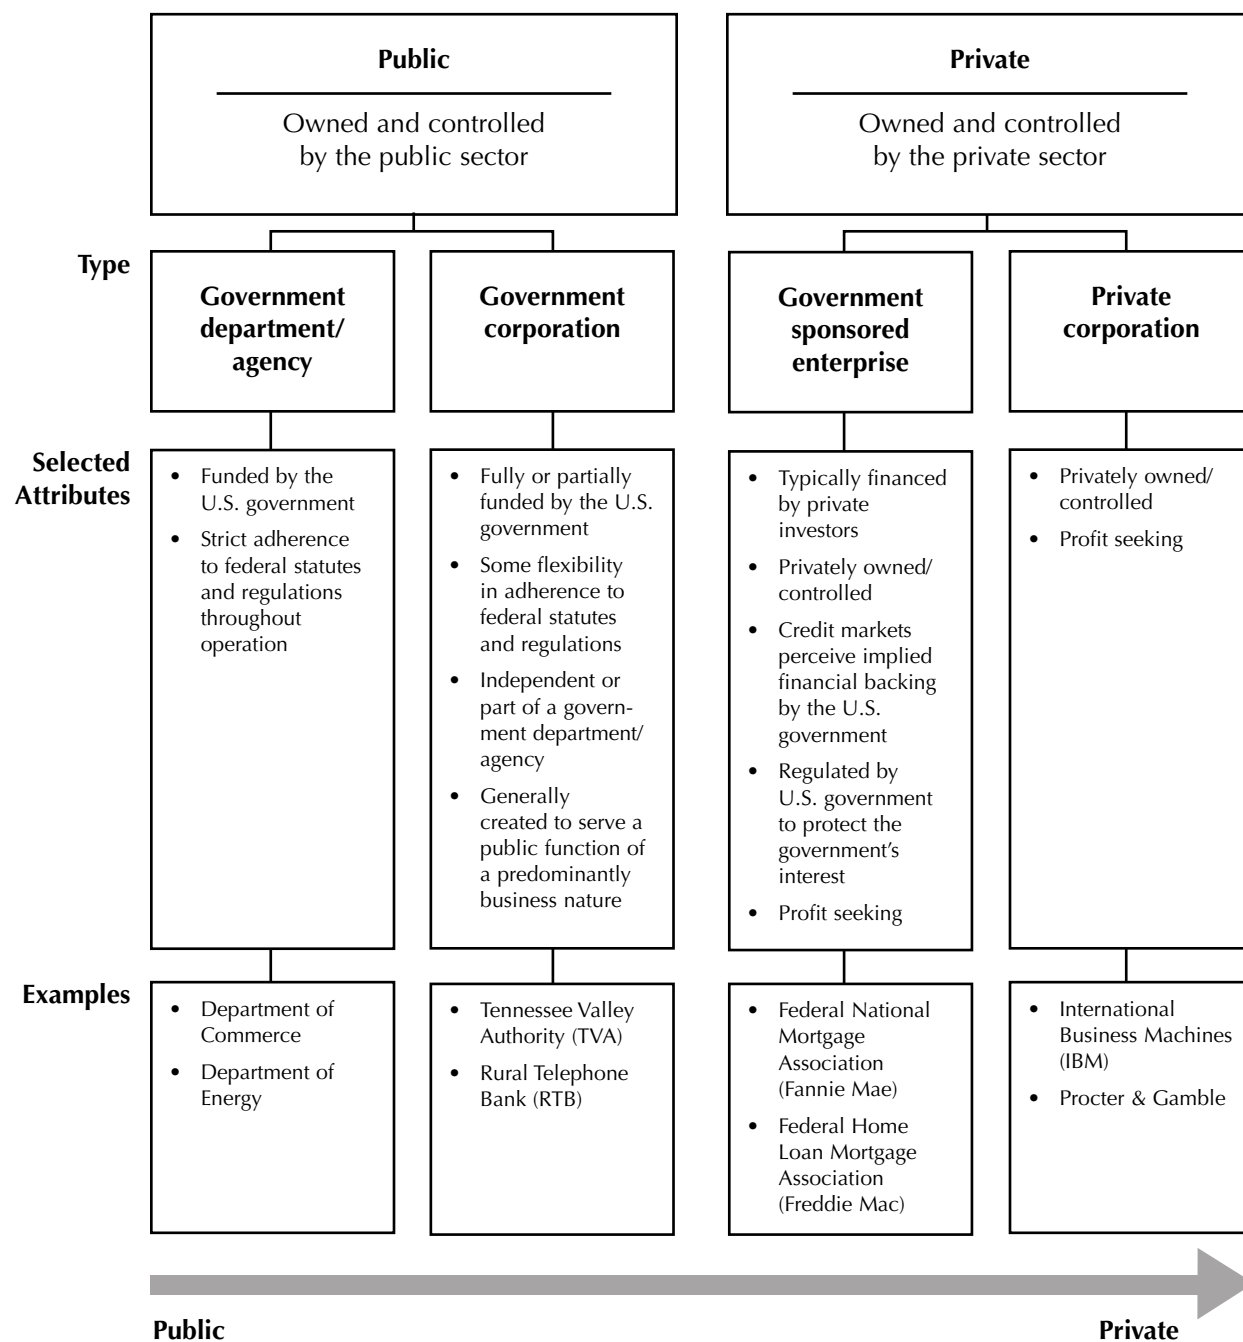 Public
Owned and controlled
by the public sector
Private
Owned and controlled
by the private sector
Type
Government
department/
agency
Government
corporation
Government
sponsored
enterprise
Private
corporation
Selected
Attributes
• Funded by the
U.S. government
• Strict adherence
to federal statutes
and regulations
throughout
operation
• Fully or partially
funded by the U.S.
government
• Some flexibility
in adherence to
federal statutes
and regulations
• Independent or
part of a govern-
ment department/
agency
• Generally
created to serve a
public function of
a predominantly
business nature
• Typically financed
by private
investors
• Privately owned/
controlled
• Credit markets
perceive implied
financial backing
by the U.S.
government
• Regulated by
U.S. government
to protect the
government’s
interest
• Profit seeking
• Privately owned/
controlled
• Profit seeking
Examples
• Department of
Commerce
• Department of
Energy
• Tennessee Valley
Authority (TVA)
• Rural Telephone
Bank (RTB)
• Federal National
Mortgage
Association
(Fannie Mae)
• Federal Home
Loan Mortgage
Association
(Freddie Mac)
• International
Business Machines
(IBM)
• Procter & Gamble
Public
Private